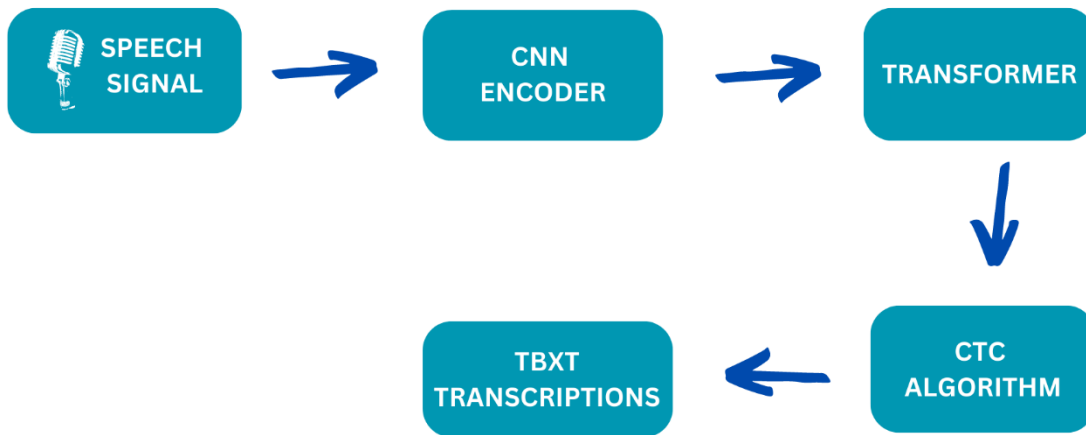 SPEECH
SIGNAL
CNN
ENCODER
TRANSFORMER
CTC
ALGORITHM
TBXT
TRANSCRIPTIONS